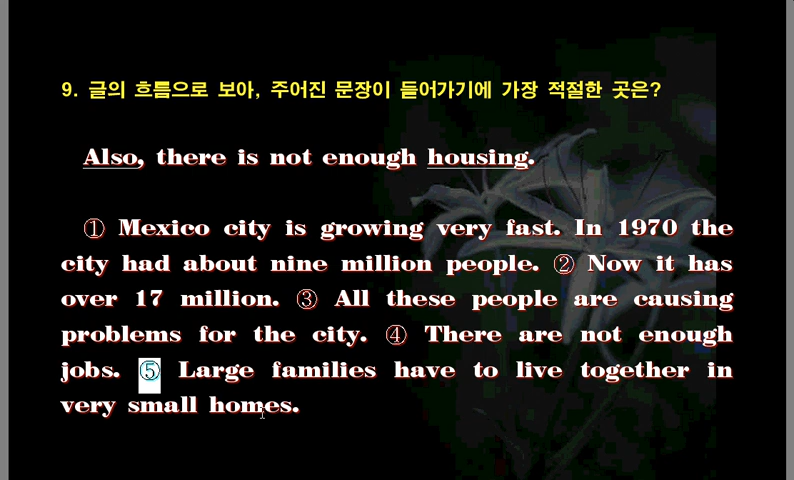 9. 글의 흐름으로 보아, 주어진 문장이 들어가기에 가장 적절한 곳은?
Also, there is not enough housing.
① Mexico city is growing very fast. In 1970 the
city had about nine million people. ② Now it has
over 17 million. ③ All these people are causing
problems for the city. ④ There are not enough
jobs. ⑤ Large families have to live together in
very small homes.